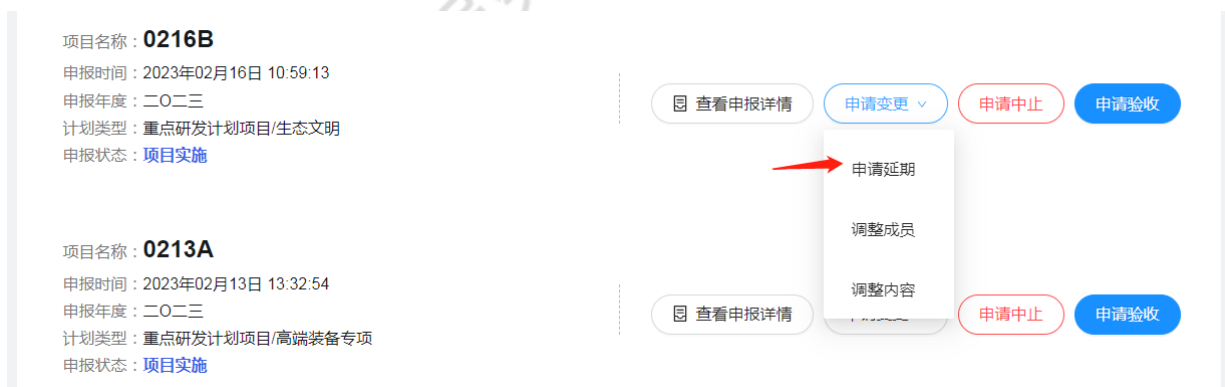 项目名称：0216B
申报时间：2023年02月16日 10:59:13
申报年度：二〇二三
计划类型：重点研发计划项目/生态文明
申报状态：项目实施
查看申报详情 申请变更 申请中止 申请验收
申请延期
调整成员
调整内容
项目名称：0213A
申报时间：2023年02月13日 13:32:54
申报年度：二〇二三
计划类型：重点研发计划项目/高端装备专项
申报状态：项目实施
查看申报详情 申请中止 申请验收